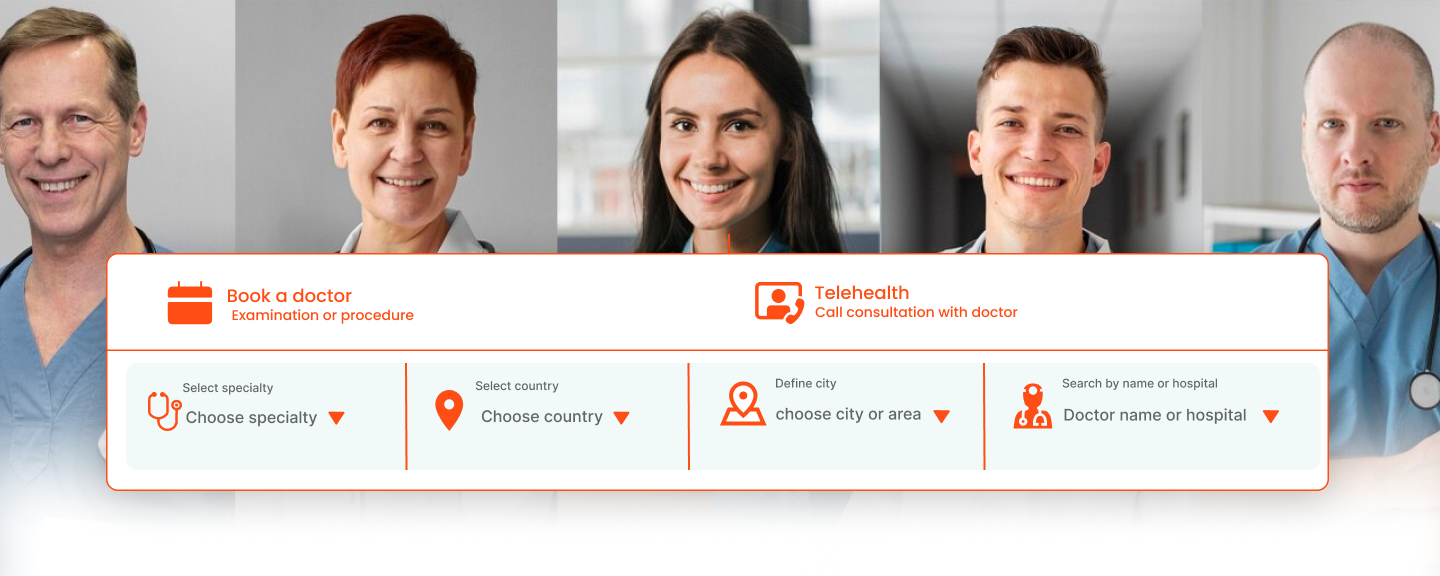 Book a doctor
Examination or procedure
Telehealth
Call consultation with doctor
Select specialty
Choose specialty
Select country
Choose country
Define city
choose city or area
Search by name or hospital
Doctor name or hospital